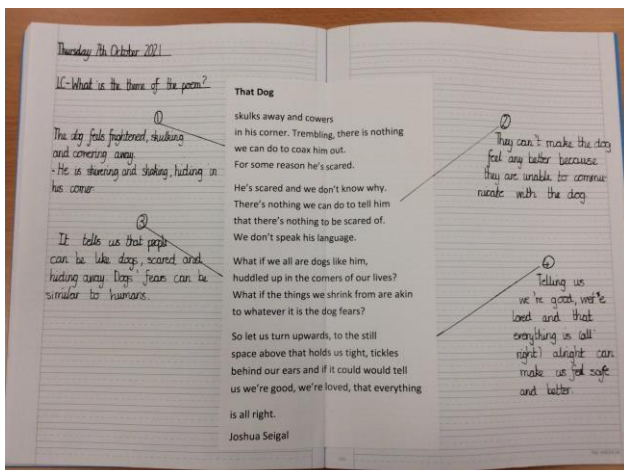 Thursday 7th October 2021
LC-What is the theme of the poem?
①
The dog feels frightened, skulking
and cowering away.
- He is shivering and shaking, hiding in
his corner.
③
It tells us that people
can be like dogs, scared and
hiding away. Dogs' fears can be
similar to humans.
That Dog
skulks away and cowers
in his corner. Trembling, there is nothing
we can do to coax him out.
For some reason he's scared.
He's scared and we don't know why.
There's nothing we can do to tell him
that there's nothing to be scared of.
We don't speak his language.
What if we all are dogs like him,
huddled up in the corners of our lives?
What if the things we shrink from are akin
to whatever it is the dog fears?
So let us turn upwards, to the still
space above that holds us tight, tickles
behind our ears and if it could would tell
us we're good, we're loved, that everything
is all right.
Joshua Seigal
②
They can't make the dog
feel any better because
they are unable to commu
nicate with the dog.
④
Telling us
we're good, we're
loved and that
everything is (all
right) alright can
make us feel safe
and better.